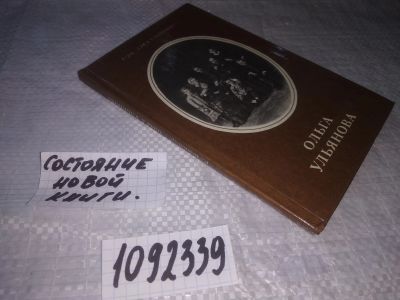 ОЛЬГА
УЛЬЯНОВА
СОСТОЯНИЕ
НОВОЙ
КНИГИ.
1092339